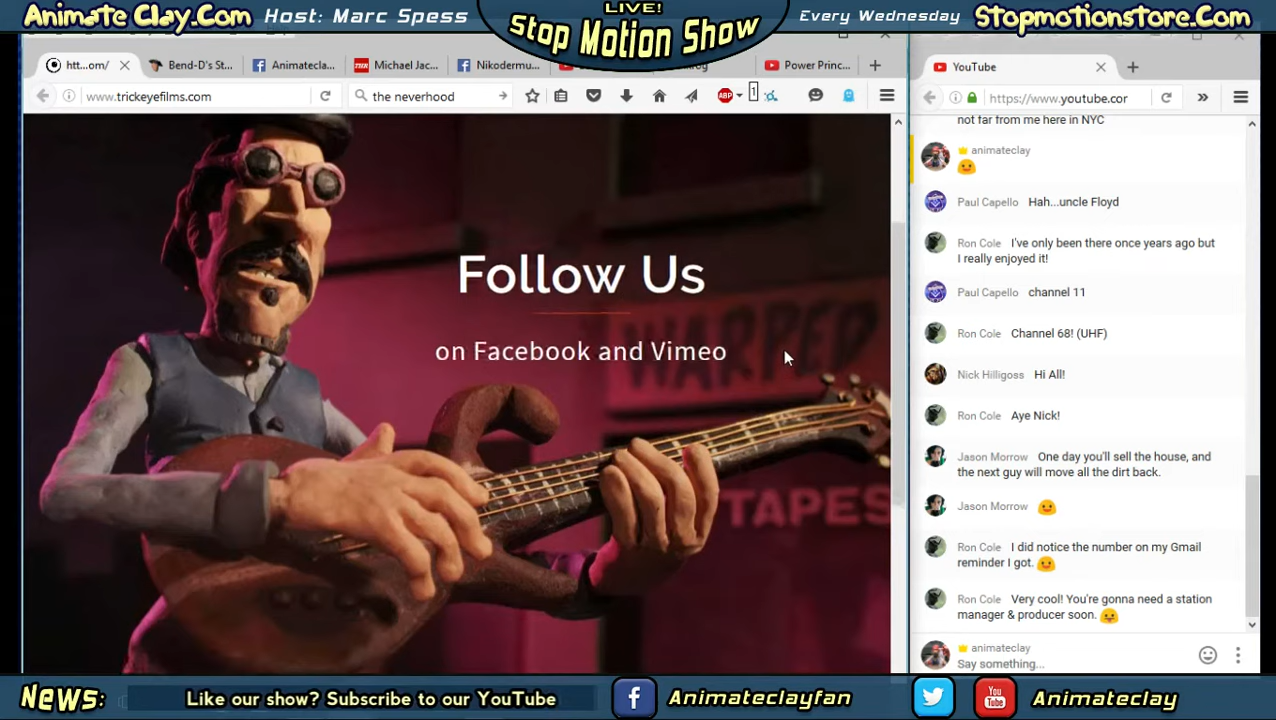 Animate Clay.Com
Host: Marc Spess
LIVE!
Stop Motion Show
Every Wednesday
Stopmotionstore.Com
htt...om/
Bend-D's St...
Animatecla...
THR
Michael Jac...
Nikodermu...
Power Princ...
YouTube
www.trickeyefilms.com
the neverhood
ABP
1
https://www.youtube.cor
not far from me here in NYC
animateclay
Paul Capello Hah...uncle Floyd
Ron Cole I've only been there once years ago but
I really enjoyed it!
Paul Capello channel 11
Ron Cole Channel 68! (UHF)
Nick Hilligoss Hi All!
Ron Cole Aye Nick!
Jason Morrow One day you'll sell the house, and
the next guy will move all the dirt back.
Jason Morrow
Ron Cole I did notice the number on my Gmail
reminder I got.
Ron Cole Very cool! You're gonna need a station
manager & producer soon.
animateclay
Say something...
Follow Us
on Facebook and Vimeo
WARPED
TAPES
News:
Like our show? Subscribe to our YouTube
Animateclayfan
You
Tube
Animateclay